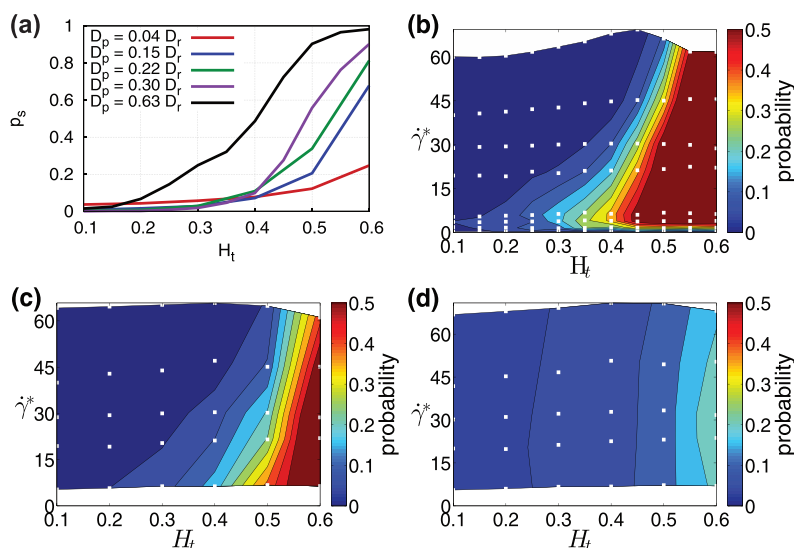 (a)
D_p = 0.04 D_r
D_p = 0.15 D_r
D_p = 0.22 D_r
D_p = 0.30 D_r
D_p = 0.63 D_r
p_s
1
0.8
0.6
0.4
0.2
0
0.1 0.2 0.3 0.4 0.5 0.6
H_t
(b)
γ̇*
60
45
30
15
0
0.1 0.2 0.3 0.4 0.5 0.6
H_t
0.5
0.4
0.3
0.2
0.1
0
probability
(c)
γ̇*
60
45
30
15
0
0.1 0.2 0.3 0.4 0.5 0.6
H_t
0.5
0.4
0.3
0.2
0.1
0
probability
(d)
γ̇*
60
45
30
15
0
0.1 0.2 0.3 0.4 0.5 0.6
H_t
0.5
0.4
0.3
0.2
0.1
0
probability